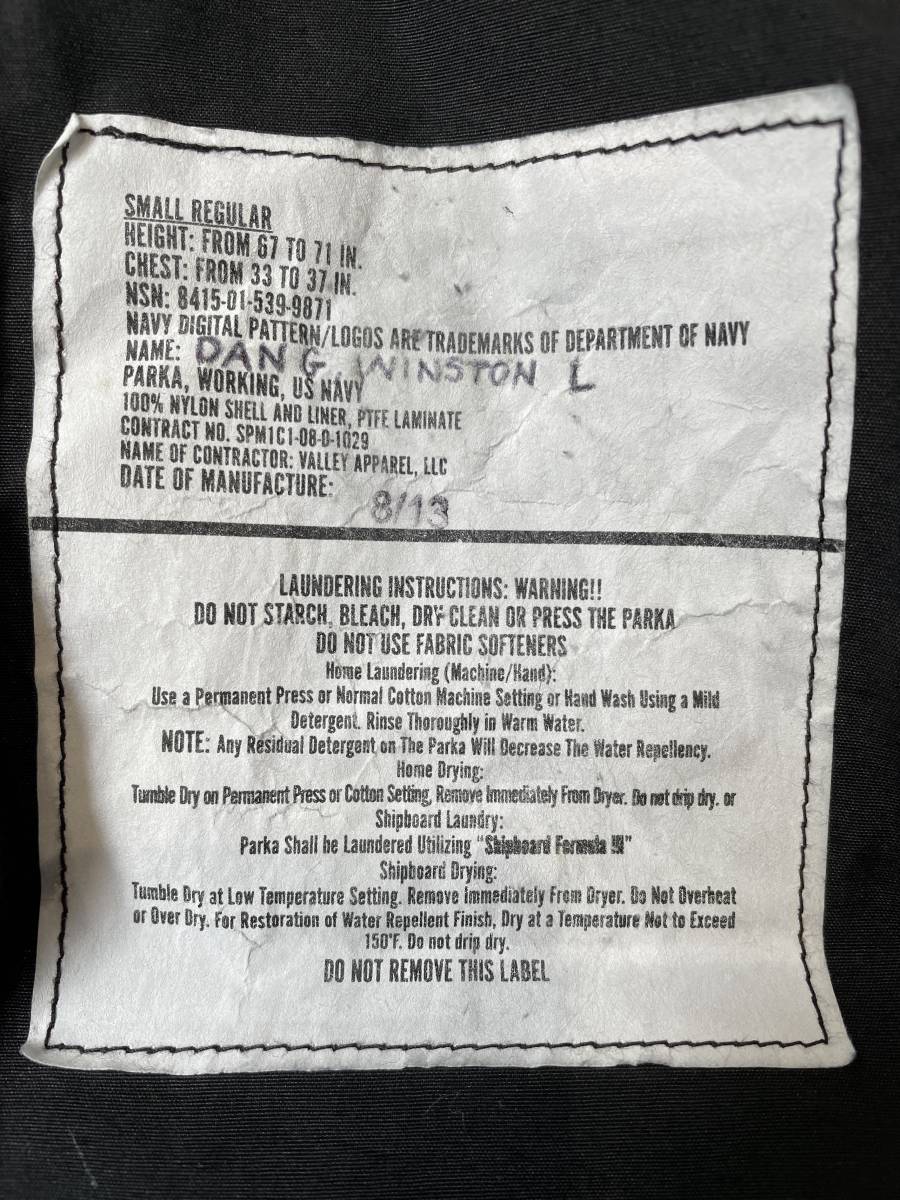 SMALL REGULAR
HEIGHT: FROM 67 TO 71 IN.
CHEST: FROM 33 TO 37 IN.
NSN: 8415-01-539-9871
NAVY DIGITAL PATTERN/LOGOS ARE TRADEMARKS OF DEPARTMENT OF NAVY
NAME: DANG, WINSTON L
PARKA, WORKING, US NAVY
100% NYLON SHELL AND LINER, PTFE LAMINATE
CONTRACT NO. SPM1C1-08-D-1029
NAME OF CONTRACTOR: VALLEY APPAREL, LLC
DATE OF MANUFACTURE: 8/13
LAUNDERING INSTRUCTIONS: WARNING!!
DO NOT STARCH, BLEACH, DRY CLEAN OR PRESS THE PARKA
DO NOT USE FABRIC SOFTENERS
Home Laundering (Machine/Hand):
Use a Permanent Press or Normal Cotton Machine Setting or Hand Wash Using a Mild
Detergent. Rinse Thoroughly in Warm Water.
NOTE: Any Residual Detergent on The Parka Will Decrease The Water Repellency.
Home Drying:
Tumble Dry on Permanent Press or Cotton Setting, Remove Immediately From Dryer. Do not drip dry. or
Shipboard Laundry:
Parka Shall be Laundered Utilizing "Shipboard Formula III"
Shipboard Drying:
Tumble Dry at Low Temperature Setting. Remove Immediately From Dryer. Do Not Overheat
or Over Dry. For Restoration of Water Repellent Finish, Dry at a Temperature Not to Exceed
150°F. Do not drip dry.
DO NOT REMOVE THIS LABEL